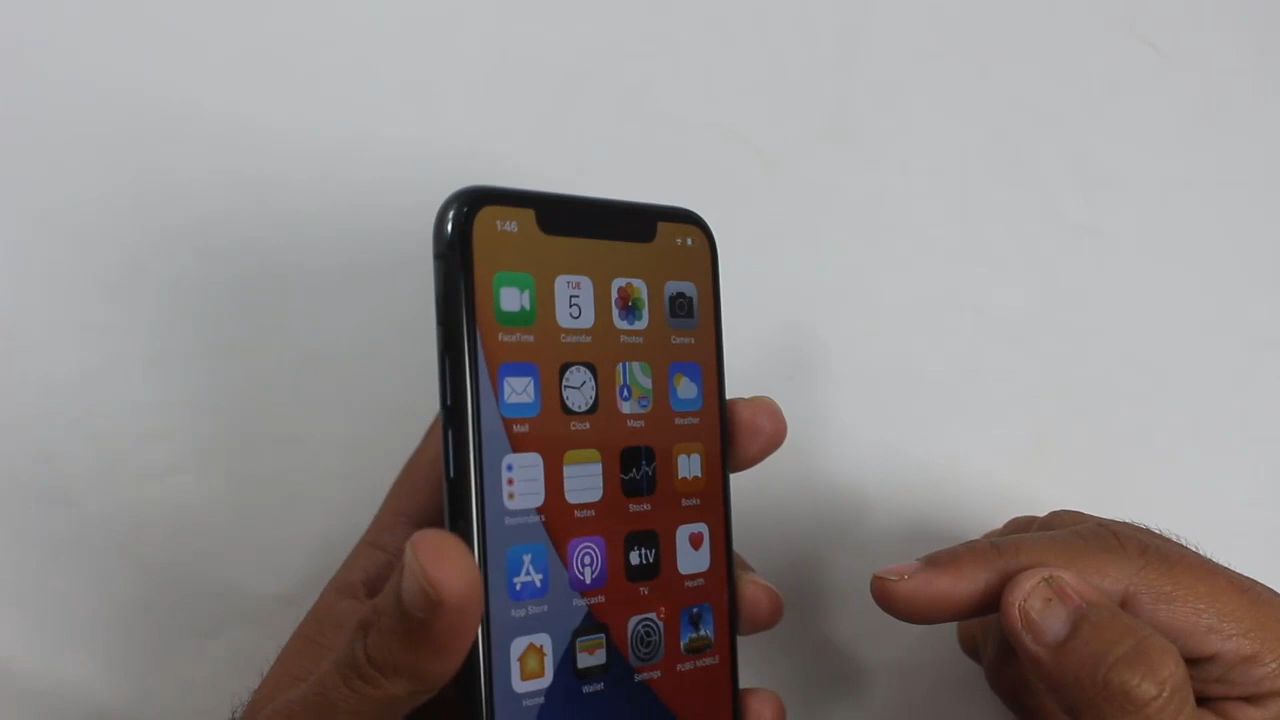 1:46
TUE
5
FaceTime Calendar Photos Camera
Mail Clock Maps Weather
Reminders Notes Stocks Books
tv
App Store Podcasts TV Health
2
Home Wallet Settings PUBG MOBILE